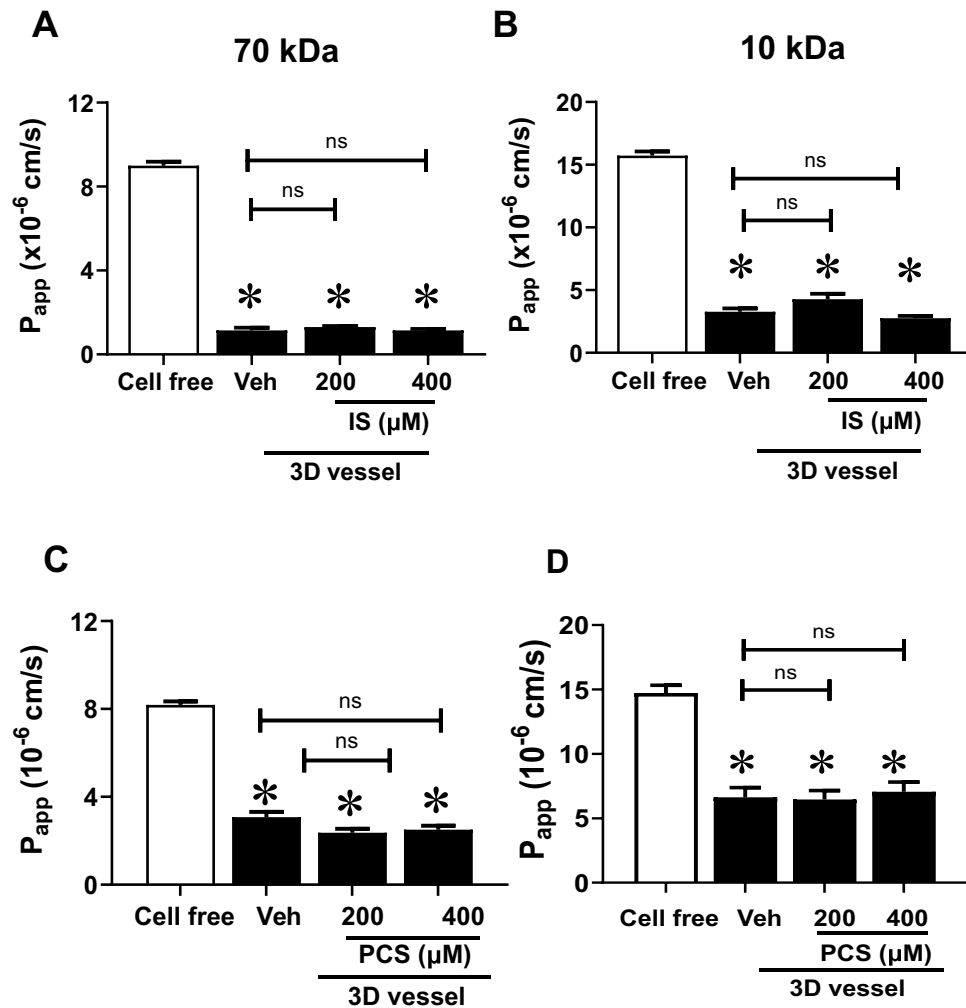 A
70 kDa
P_app (x10^-6 cm/s)
12
8
4
0
ns
ns
*
*
*
Cell free Veh 200 400
IS (µM)
3D vessel
B
10 kDa
P_app (x10^-6 cm/s)
20
15
10
5
0
ns
ns
*
*
*
Cell free Veh 200 400
IS (µM)
3D vessel
C
P_app (10^-6 cm/s)
12
8
4
0
ns
ns
*
*
*
Cell free Veh 200 400
PCS (µM)
3D vessel
D
P_app (10^-6 cm/s)
20
15
10
5
0
ns
ns
*
*
*
Cell free Veh 200 400
PCS (µM)
3D vessel